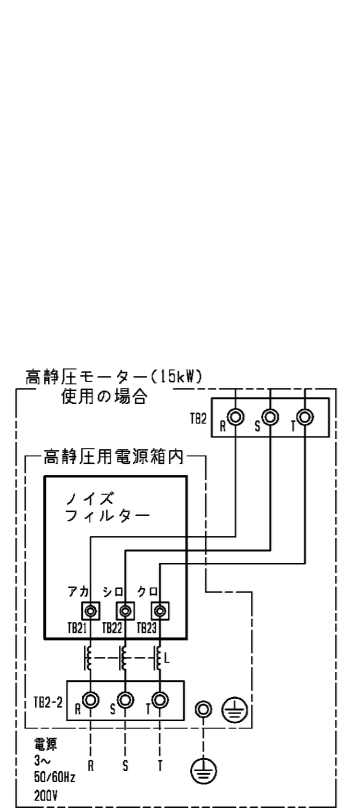 高静圧モーター(15kW)
使用の場合
TB2
R S T
高静圧用電源箱内
ノイズ
フィルター
アカ シロ クロ
TB21 TB22 TB23
L
TB2-2
R S T
電源
3~
50/60Hz
200V
R S T